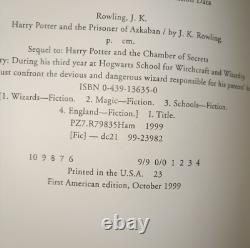 Data
Rowling, J. K.
Harry Potter and the Prisoner of Azkaban / by J. K. Rowling.
p. cm.
Sequel to: Harry Potter and the Chamber of Secrets
ry: During his third year at Hogwarts School for Witchcraft and Wizardry
ust confront the devious and dangerous wizard responsible for his parents'
ISBN 0-439-13635-0
[1. Wizards—Fiction. 2. Magic—Fiction. 3. Schools—Fiction.
4. England—Fiction.] I. Title.
PZ7.R79835Ham 1999
[Fic] — dc21 99-23982
10 9 8 7 6 9/9 0/0 1 2 3 4
Printed in the U.S.A. 23
First American edition, October 1999